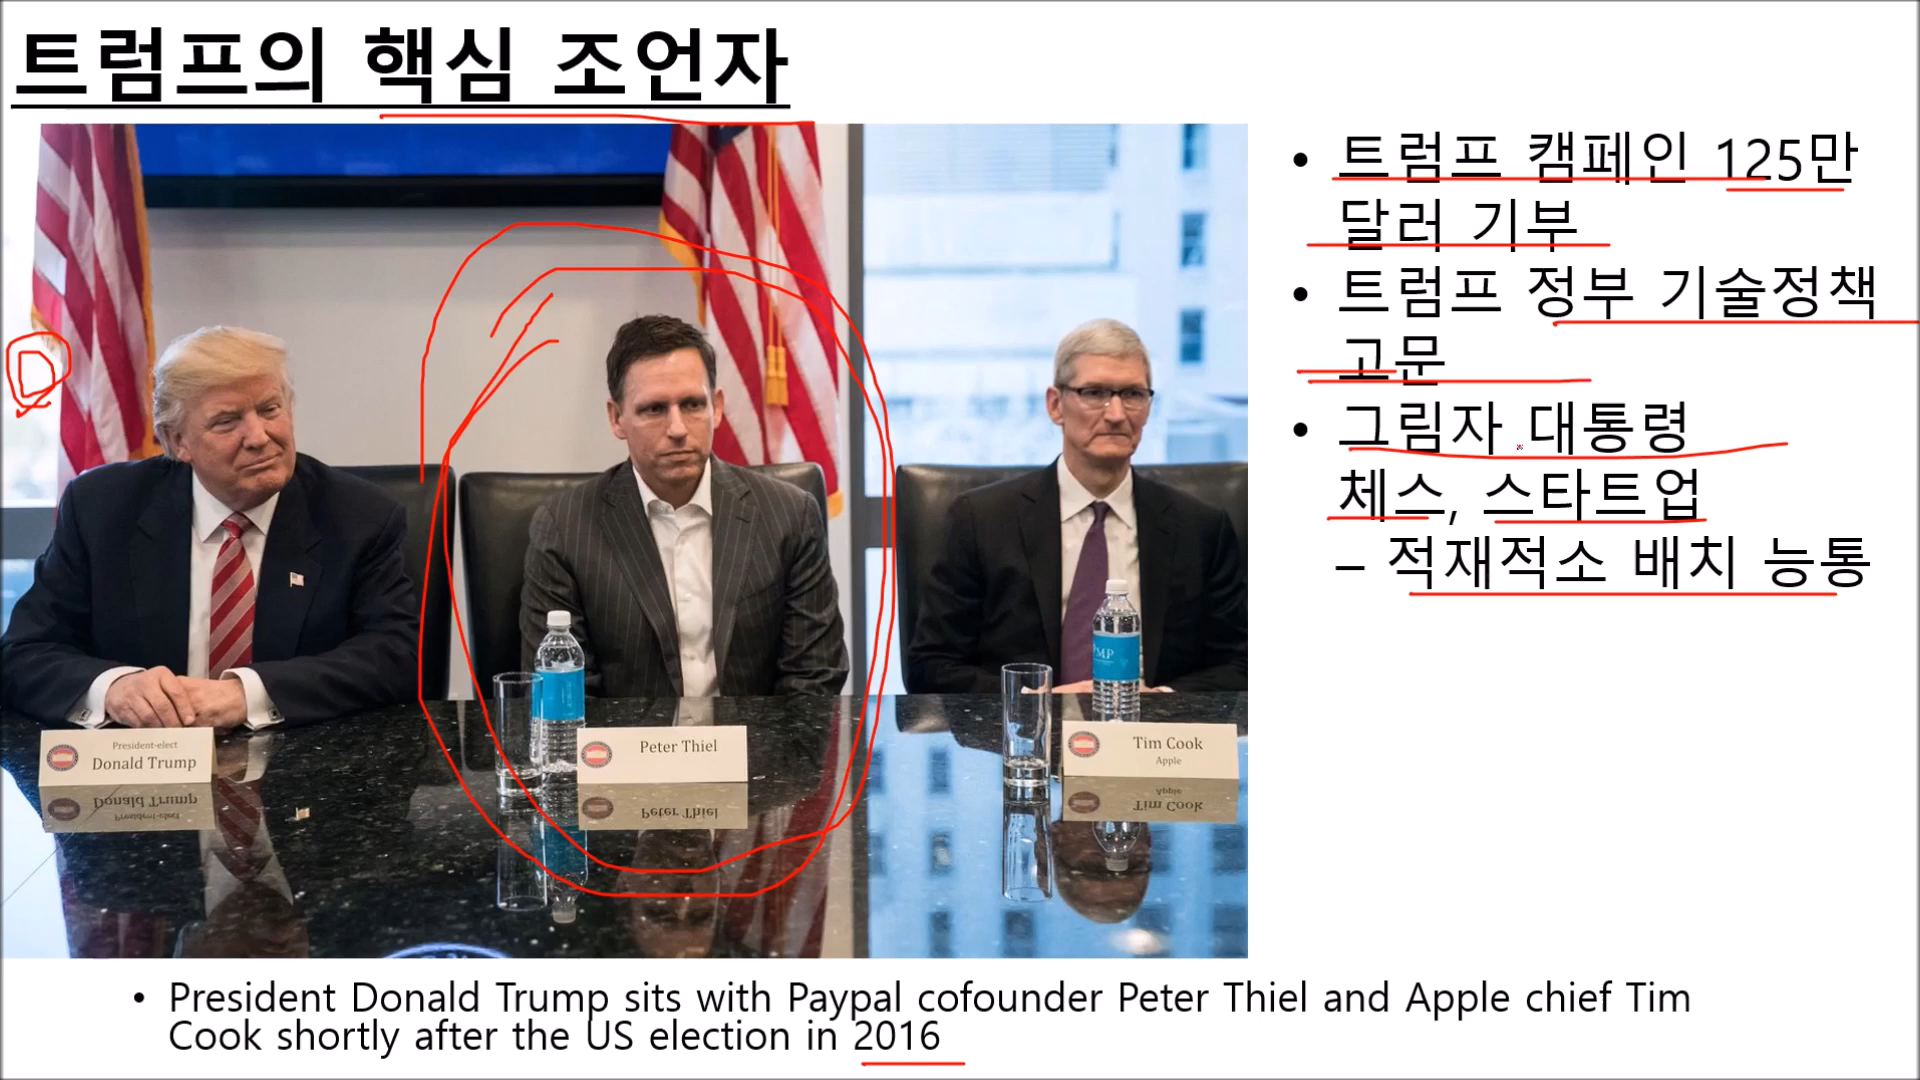 트럼프의 핵심 조언자
President-elect
Donald Trump
Peter Thiel
Tim Cook
Apple
MP
• 트럼프 캠페인 125만
달러 기부
• 트럼프 정부 기술정책
고문
• 그림자 대통령
체스, 스타트업
– 적재적소 배치 능통
• President Donald Trump sits with Paypal cofounder Peter Thiel and Apple chief Tim
Cook shortly after the US election in 2016